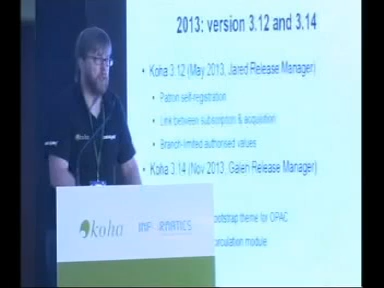 2013: version 3.12 and 3.14
• Koha 3.12 (May 2013, Jared Release Manager)
• Patron self-registration
• Link between subscription & acquisition
• Branch-limited authorised values
• Koha 3.14 (Nov 2013, Galen Release Manager)
bootstrap theme for OPAC
circulation module
koha
INF RMATICS